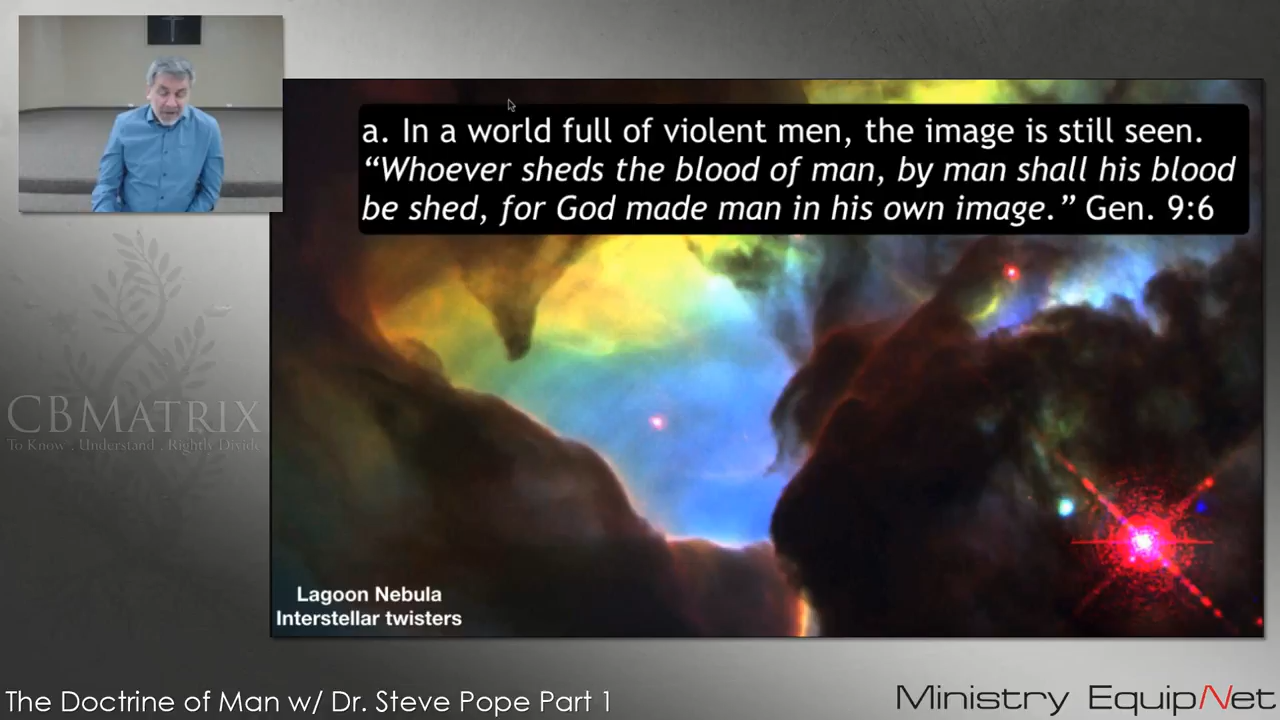 a. In a world full of violent men, the image is still seen.
“Whoever sheds the blood of man, by man shall his blood
be shed, for God made man in his own image.” Gen. 9:6
CBMATRIX
To Know . Understand . Rightly Divide
Lagoon Nebula
Interstellar twisters
The Doctrine of Man w/ Dr. Steve Pope Part 1
Ministry EquipNet